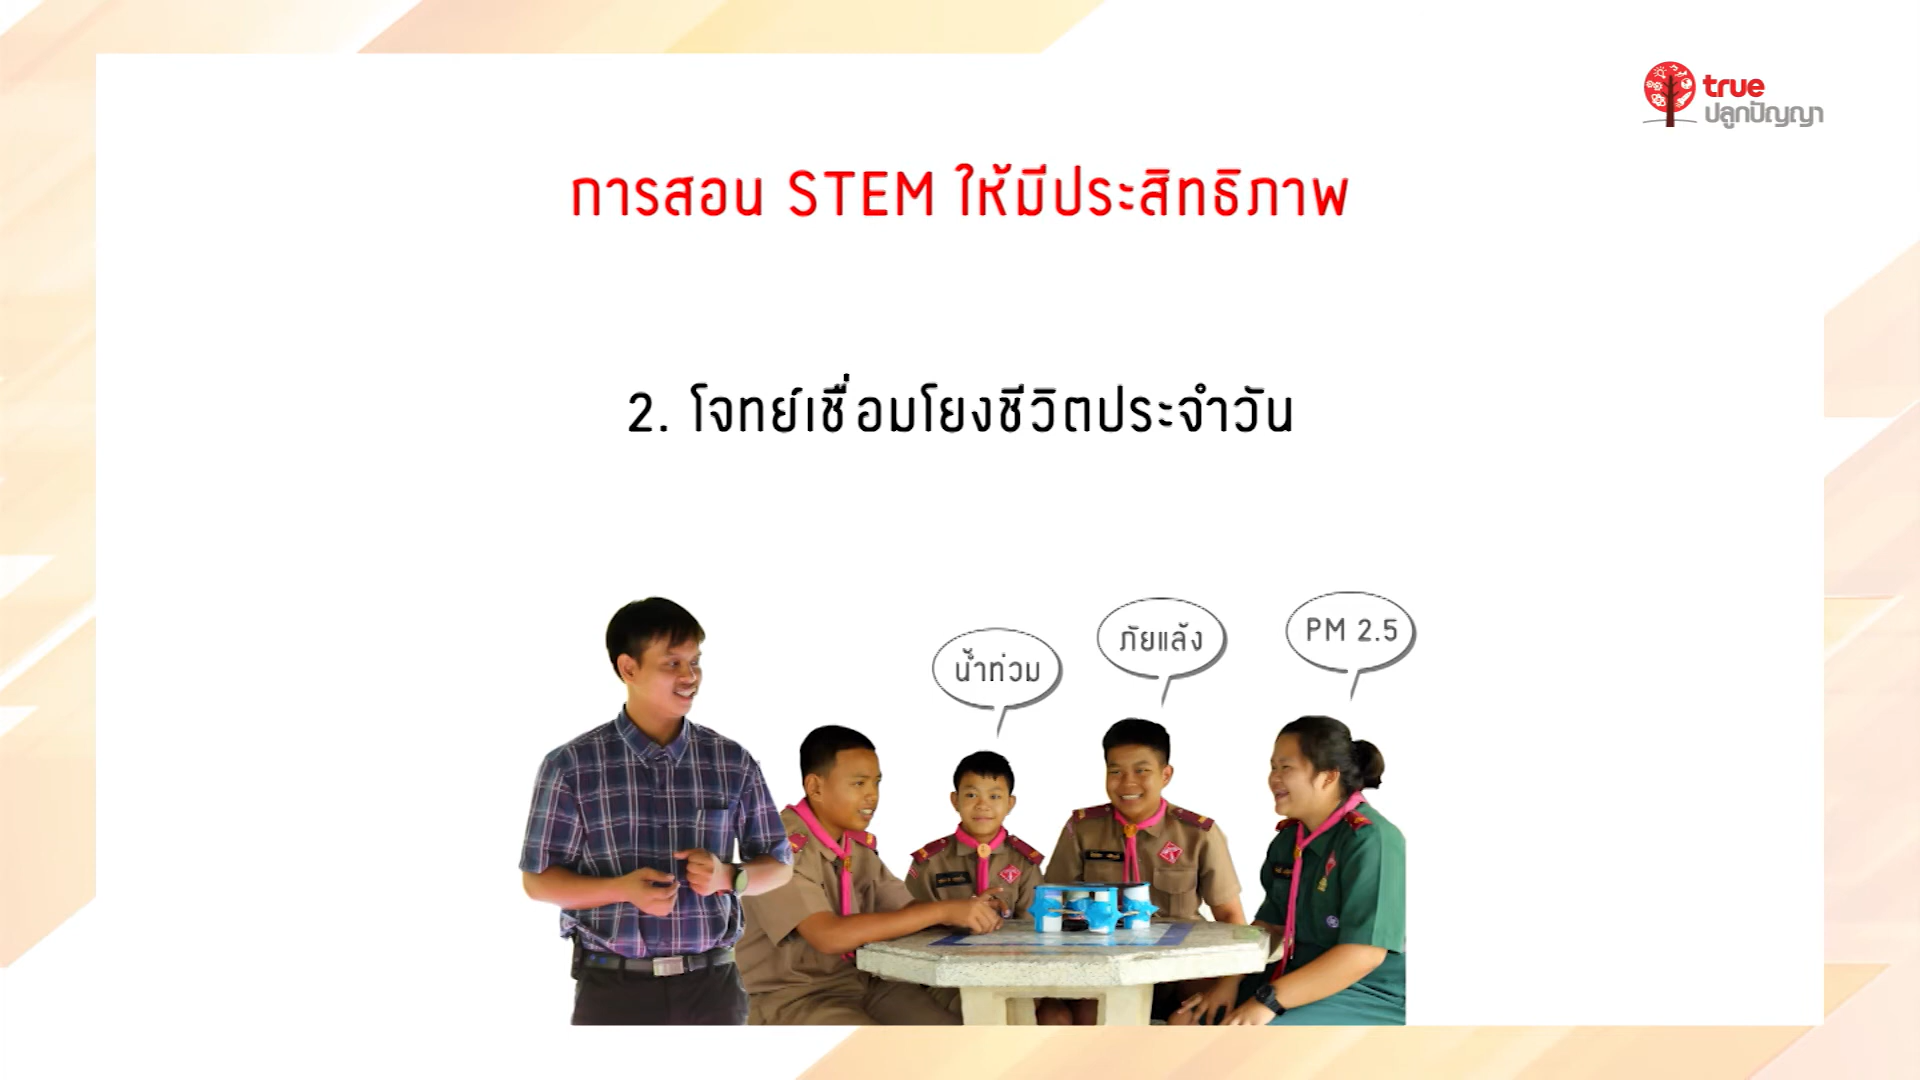 true
ปลูกปัญญา
การสอน STEM ให้มีประสิทธิภาพ
2. โจทย์เชื่อมโยงชีวิตประจำวัน
น้ำท่วม
ภัยแล้ง
PM 2.5